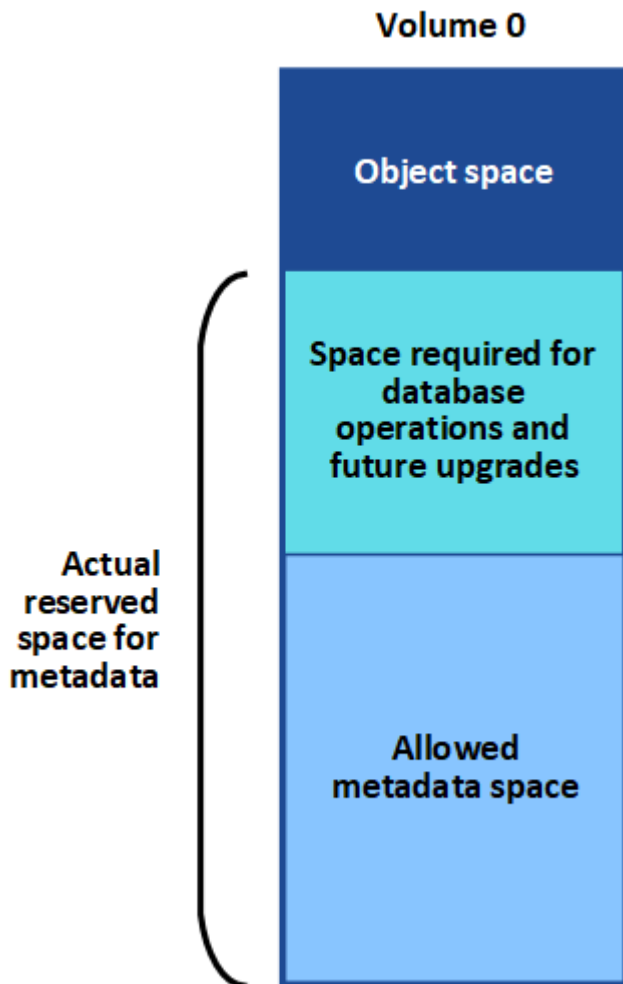 Volume 0
Object space
Space required for
database
operations and
future upgrades
Actual
reserved
space for
metadata
Allowed
metadata space